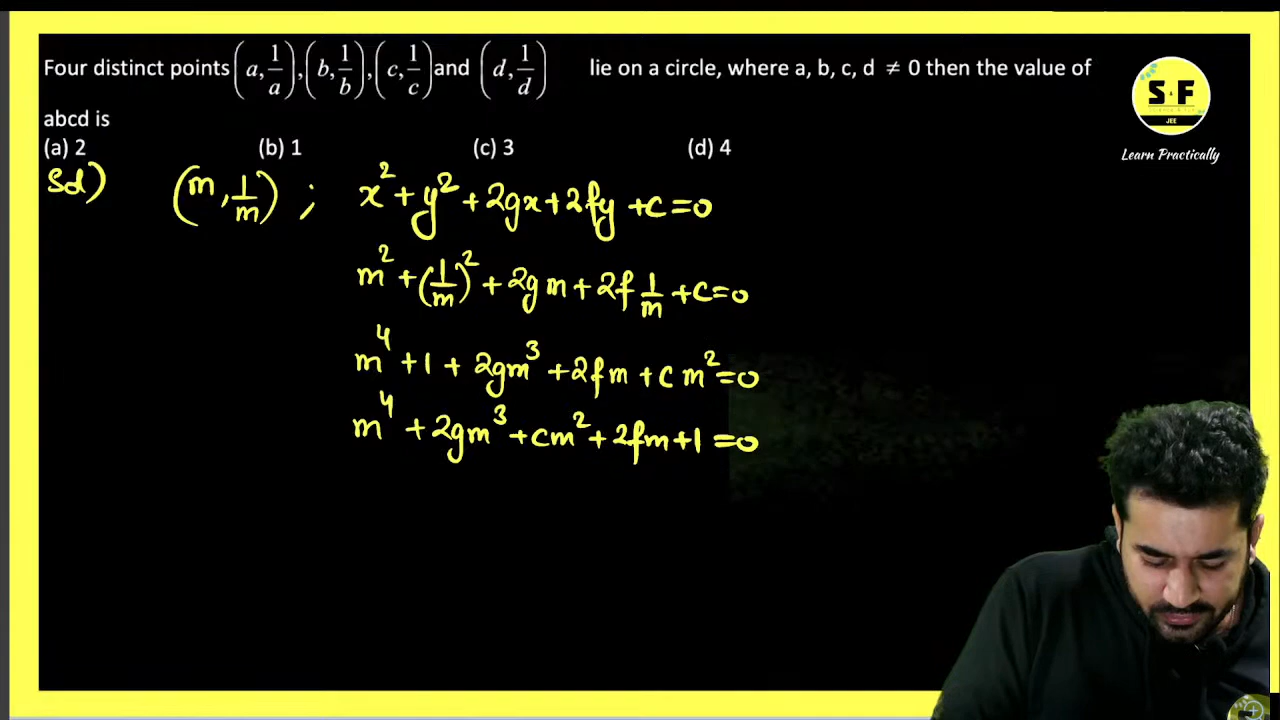 Four distinct points (a, 1/a), (b, 1/b), (c, 1/c) and (d, 1/d) lie on a circle, where a, b, c, d ≠ 0 then the value of
abcd is
(a) 2 (b) 1 (c) 3 (d) 4
S&F
JEE
Learn Practically
Sol) (m, 1/m) ; x² + y² + 2gx + 2fy + c = 0
m² + (1/m)² + 2gm + 2f 1/m + c = 0
m⁴ + 1 + 2gm³ + 2fm + cm² = 0
m⁴ + 2gm³ + cm² + 2fm + 1 = 0